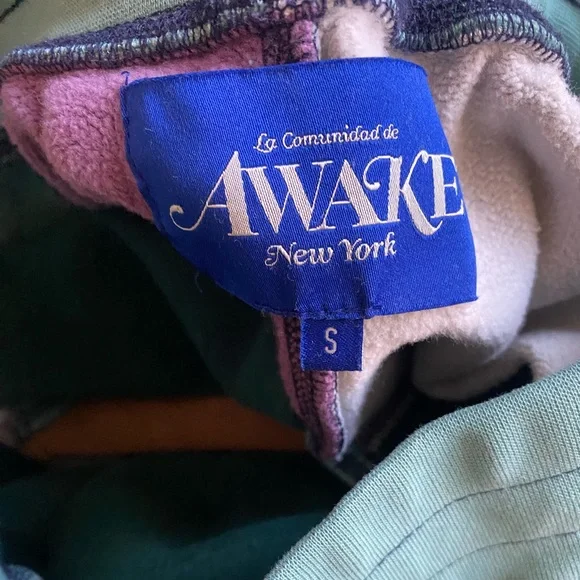 La Comunidad de
AWAKE
New York
S